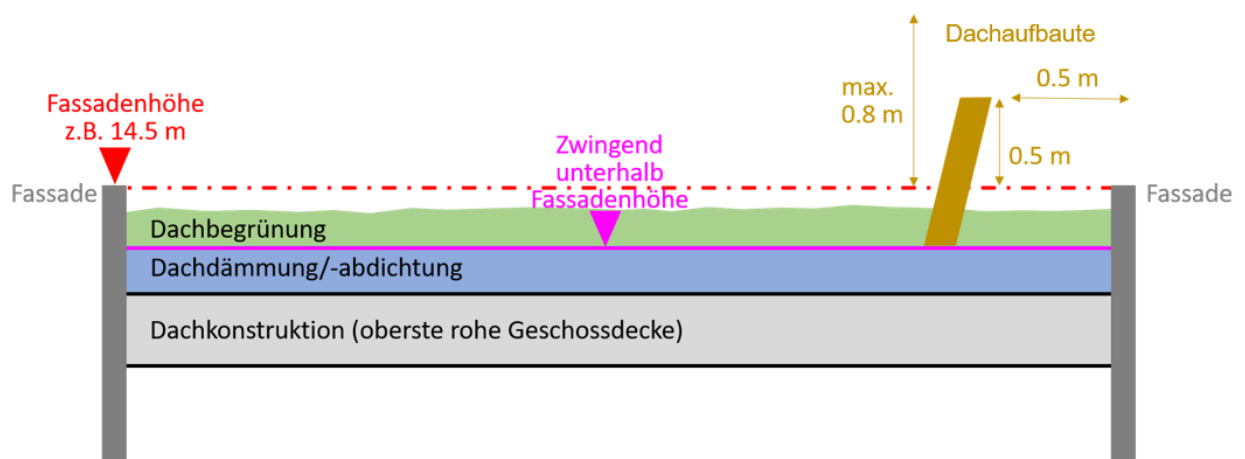 Dachaufbaute
max.
0.8 m
0.5 m
Fassadenhöhe
z.B. 14.5 m
0.5 m
Zwingend
unterhalb
Fassadenhöhe
Fassade
Fassade
Dachbegrünung
Dachdämmung/-abdichtung
Dachkonstruktion (oberste rohe Geschossdecke)